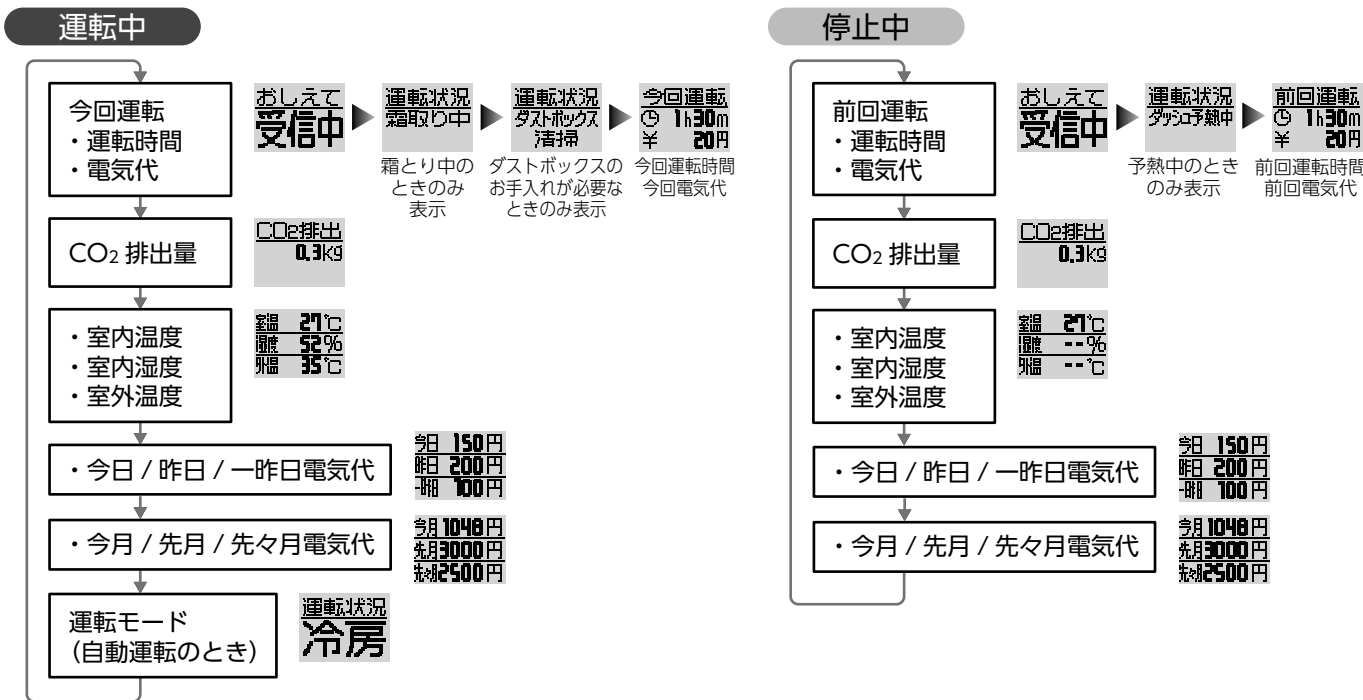 運転中
今回運転
・運転時間
・電気代
おしえて
受信中
運転状況
霜取り中
霜とり中の
ときのみ
表示
運転状況
ダストボックス
清掃
ダストボックスの
お手入れが必要な
ときのみ表示
今回運転
1h30m
¥ 20円
今回運転時間
今回電気代
CO2 排出量
CO2排出
0.3kg
・室内温度
・室内湿度
・室外温度
室温 27℃
湿度 52%
外温 35℃
・今日 / 昨日 / 一昨日電気代
今日 150円
昨日 200円
一昨日 100円
・今月 / 先月 / 先々月電気代
今月1048円
先月3000円
先々月2500円
運転モード
(自動運転のとき)
運転状況
冷房
停止中
前回運転
・運転時間
・電気代
おしえて
受信中
運転状況
ダッシュ予熱中
予熱中のとき
のみ表示
前回運転
1h30m
¥ 20円
前回運転時間
前回電気代
CO2 排出量
CO2排出
0.3kg
・室内温度
・室内湿度
・室外温度
室温 27℃
湿度 --%
外温 --℃
・今日 / 昨日 / 一昨日電気代
今日 150円
昨日 200円
一昨日 100円
・今月 / 先月 / 先々月電気代
今月1048円
先月3000円
先々月2500円